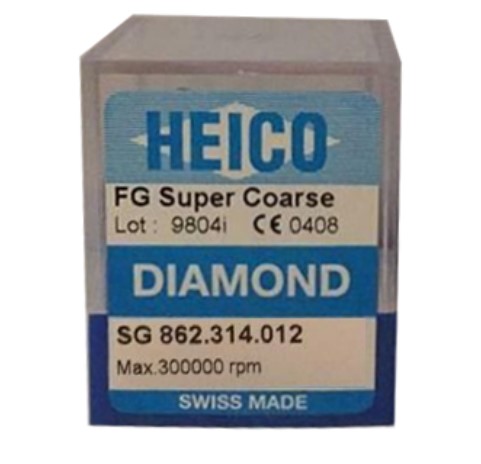 HEICO
FG Super Coarse
Lot : 9804i CE 0408
DIAMOND
SG 862.314.012
Max.300000 rpm
SWISS MADE